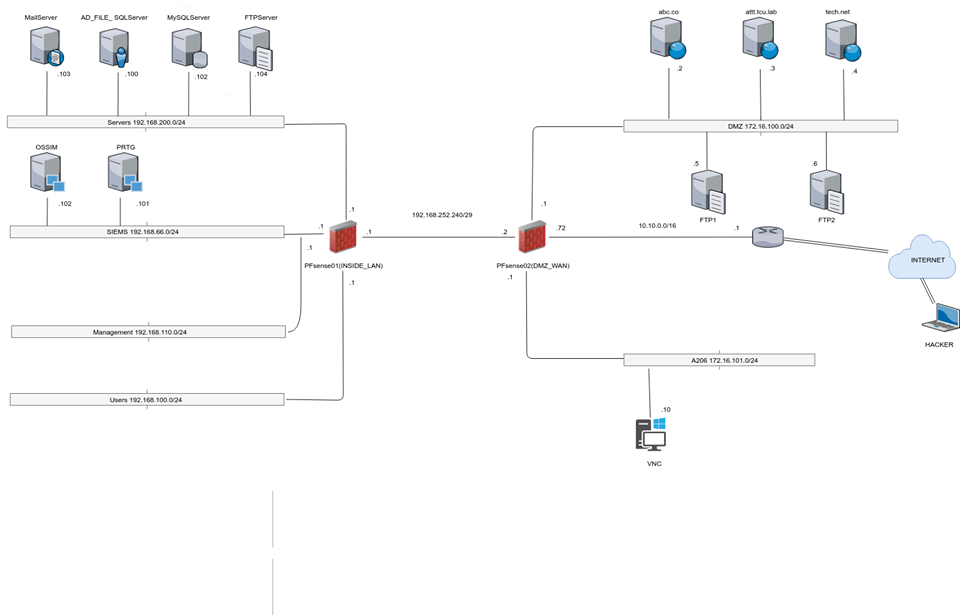 MailServer
AD_FILE_ SQLServer
MySQLServer
FTPServer
.103
.100
.102
.104
Servers 192.168.200.0/24
OSSIM
PRTG
.102
.101
SIEMS 192.168.66.0/24
.1
.1
.1
PFsense01(INSIDE_LAN)
.1
.1
192.168.252.240/29
.2
Management 192.168.110.0/24
Users 192.168.100.0/24
abc.co
attt.tcu.lab
tech.net
.2
.3
.4
DMZ 172.16.100.0/24
.5
.6
FTP1
FTP2
.1
.72
10.10.0.0/16
.1
PFsense02(DMZ_WAN)
.1
INTERNET
HACKER
A206 172.16.101.0/24
.10
VNC